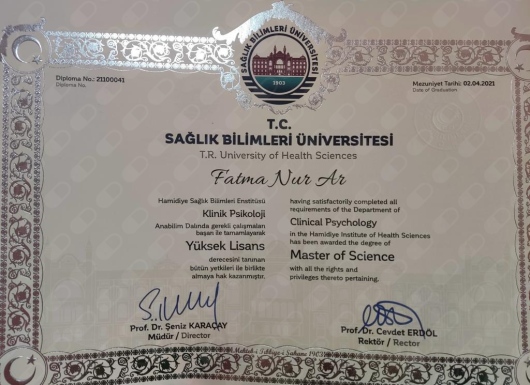 SAĞLIK BİLİMLERİ ÜNİVERSİTESİ
1903
Diploma No.: 21100041
Diploma No.
Mezuniyet Tarihi: 02.04.2021
Date of Graduation
T.C.
SAĞLIK BİLİMLERİ ÜNİVERSİTESİ
T.R. University of Health Sciences
Fatma Nur Ar
Hamidiye Sağlık Bilimleri Enstitüsü
Klinik Psikoloji
Anabilim Dalında gerekli çalışmaları
başarı ile tamamlayarak
Yüksek Lisans
derecesini tanınan
bütün yetkileri ile birlikte
almaya hak kazanmıştır.
having satisfactorily completed all
requirements of the Department of
Clinical Psychology
in the Hamidiye Institute of Health Sciences
has been awarded the degree of
Master of Science
with all the rights and
privileges thereto pertaining.
Prof. Dr. Şeniz KARAÇAY
Müdür / Director
Prof. Dr. Cevdet ERDÖL
Rektör / Rector
Mekteb-i Tıbbiye-i Şahane 1903